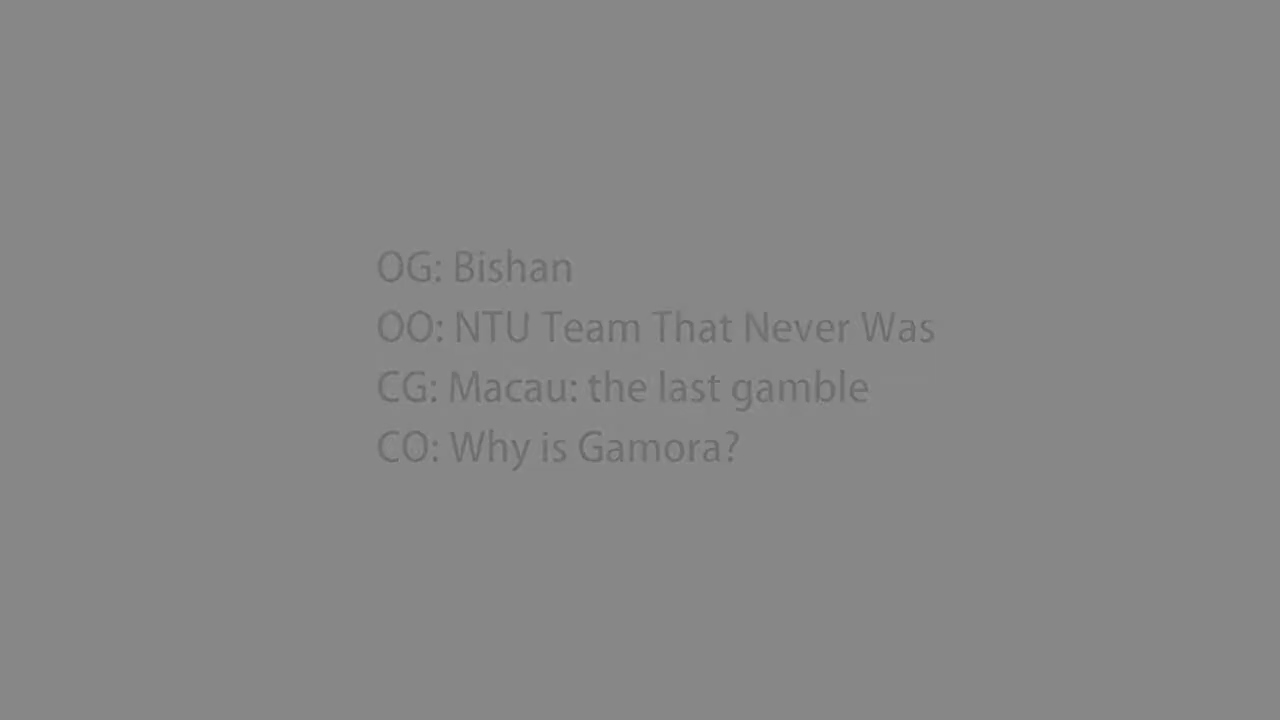 OG: Bishan
OO: NTU Team That Never Was
CG: Macau: the last gamble
CO: Why is Gamora?